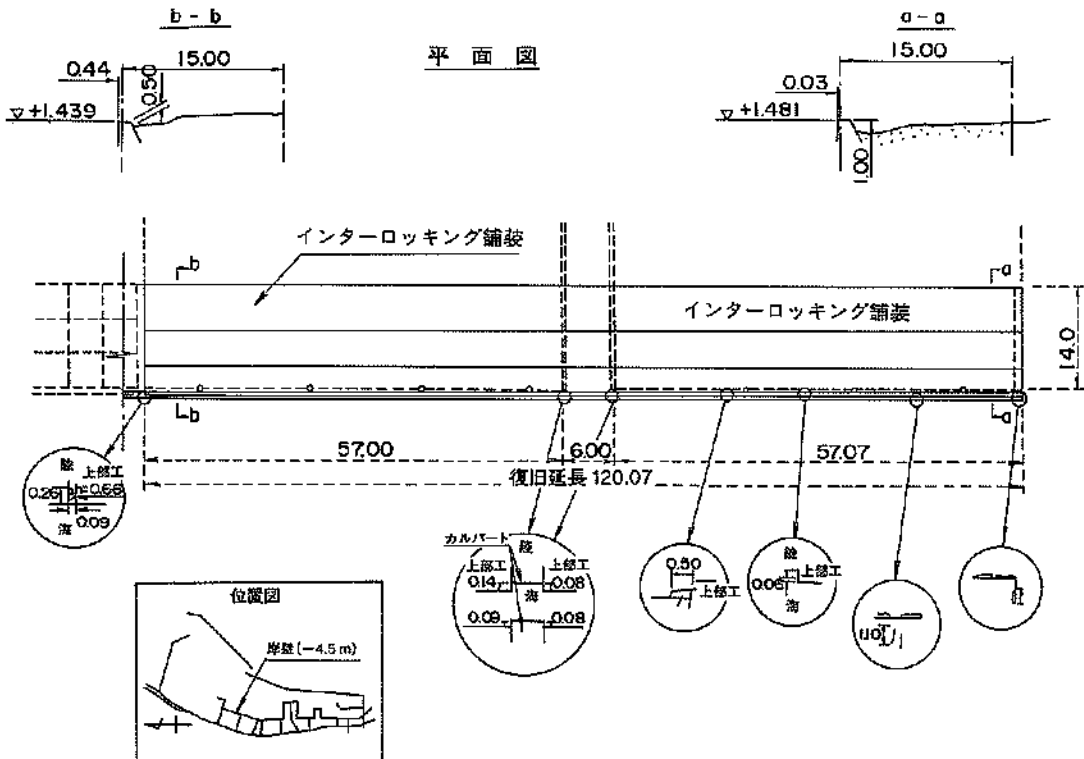 b - b
15.00
0.44
0.50
▽+1.439
平 面 図
a-a
15.00
0.03
▽+1.481
1.00
インターロッキング舗装
b
a
インターロッキング舗装
14.0
b
a
57.00
6.00
57.07
復旧延長 120.07
陸
上部工
0.26
h=0.66
0.09
海
カルバート
陸
上部工
上部工
0.14
0.08
海
0.09
0.08
0.50
上部工
陸
上部工
0.06
海
位置図
岸壁(-4.5m)